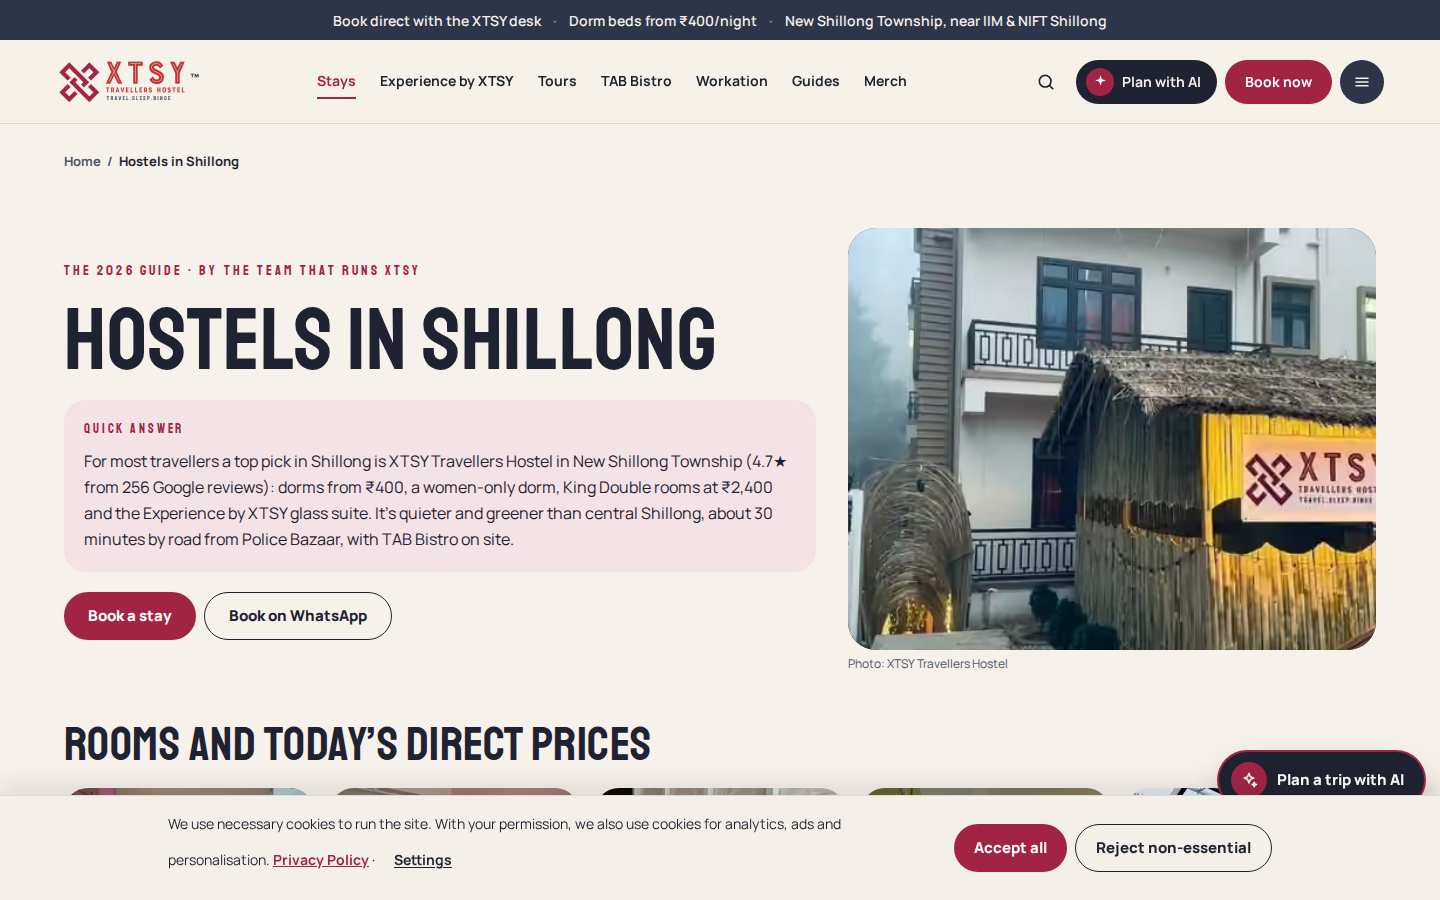 Book direct with the XTSY desk · Dorm beds from ₹400/night · New Shillong Township, near IIM & NIFT Shillong
XTSY ™
TRAVELLERS HOSTEL
TRAVEL.SLEEP.BINGE
Stays Experience by XTSY Tours TAB Bistro Workation Guides Merch Plan with AI Book now
Home / Hostels in Shillong
THE 2026 GUIDE · BY THE TEAM THAT RUNS XTSY
HOSTELS IN SHILLONG
QUICK ANSWER
For most travellers a top pick in Shillong is XTSY Travellers Hostel in New Shillong Township (4.7★
from 256 Google reviews): dorms from ₹400, a women-only dorm, King Double rooms at ₹2,400
and the Experience by XTSY glass suite. It’s quieter and greener than central Shillong, about 30
minutes by road from Police Bazaar, with TAB Bistro on site.
Book a stay Book on WhatsApp
XTSY
TRAVELLERS HOST
TRAVEL.SLEEP.BINGE
Photo: XTSY Travellers Hostel
ROOMS AND TODAY’S DIRECT PRICES
Plan a trip with AI
We use necessary cookies to run the site. With your permission, we also use cookies for analytics, ads and
personalisation. Privacy Policy · Settings
Accept all Reject non-essential